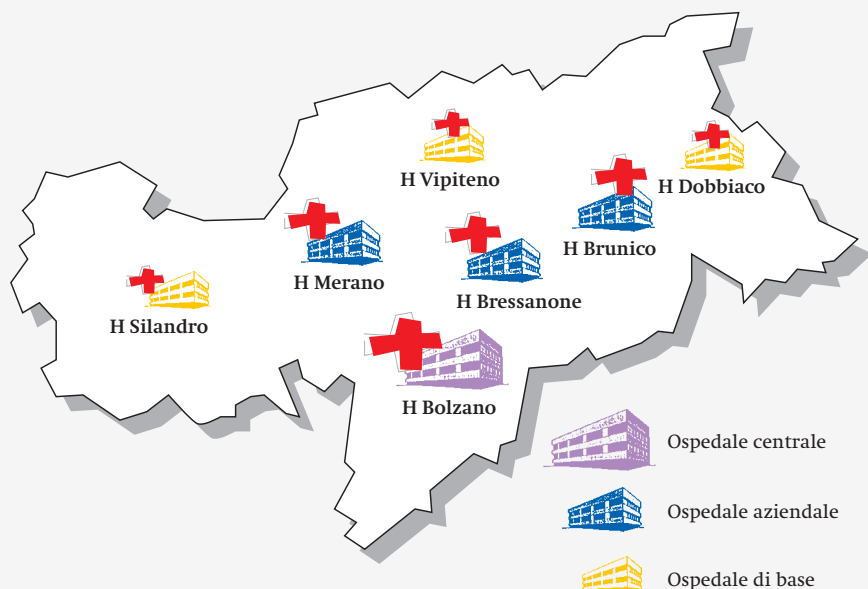 H Vipiteno
H Dobbiaco
H Brunico
H Merano
H Bressanone
H Silandro
H Bolzano
Ospedale centrale
Ospedale aziendale
Ospedale di base